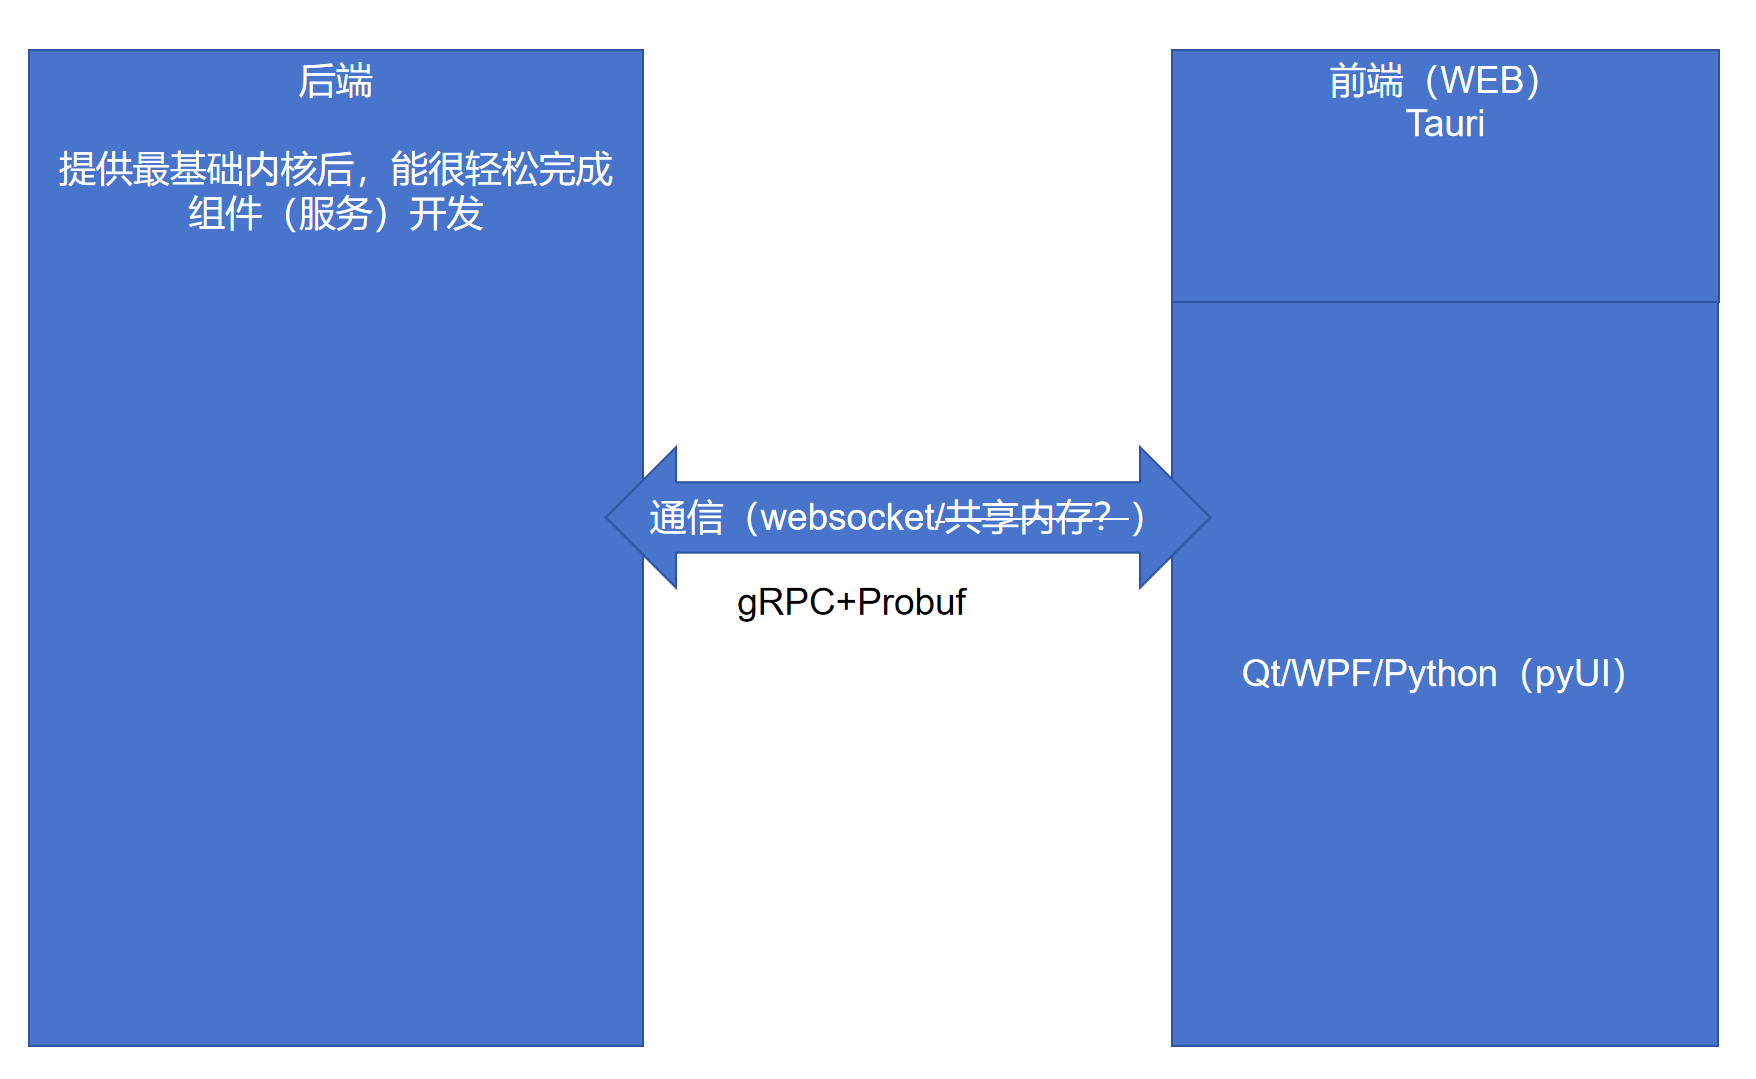 后端
提供最基础内核后，能很轻松完成
组件（服务）开发
前端（WEB）
Tauri
通信（websocket/共享内存？）
gRPC+Probuf
Qt/WPF/Python（pyUI）